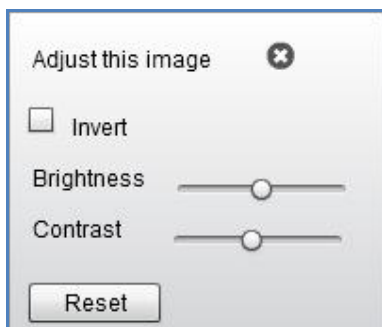 Adjust this image
Invert
Brightness
Contrast
Reset